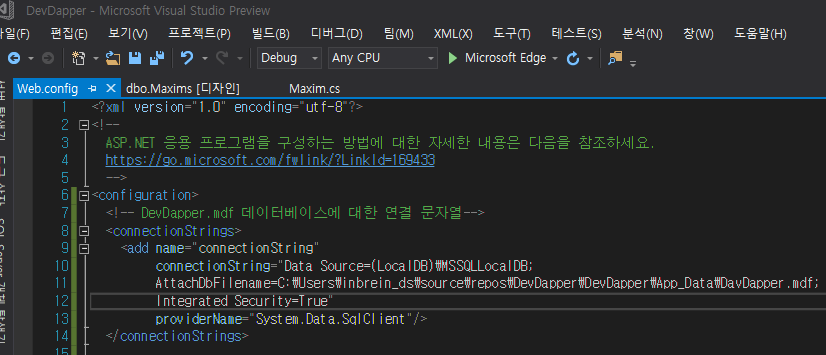 DevDapper - Microsoft Visual Studio Preview
일(F) 편집(E) 보기(V) 프로젝트(P) 빌드(B) 디버그(D) 팀(M) XML(X) 도구(T) 테스트(S) 분석(N) 창(W) 도움말(H)
Debug Any CPU Microsoft Edge
Web.config dbo.Maxims [디자인] Maxim.cs
1 <?xml version="1.0" encoding="utf-8"?>
2 <!--
3 ASP.NET 응용 프로그램을 구성하는 방법에 대한 자세한 내용은 다음을 참조하세요.
4 https://go.microsoft.com/fwlink/?LinkId=169433
5 -->
6 <configuration>
7 <!-- DevDapper.mdf 데이터베이스에 대한 연결 문자열-->
8 <connectionStrings>
9 <add name="connectionString"
10 connectionString="Data Source=(LocalDB)₩MSSQLLocalDB;
11 AttachDbFilename=C:₩Users₩inbrein_ds₩source₩repos₩DevDapper₩DevDapper₩App_Data₩DavDapper.mdf;
12 Integrated Security=True"
13 providerName="System.Data.SqlClient"/>
14 </connectionStrings>
15